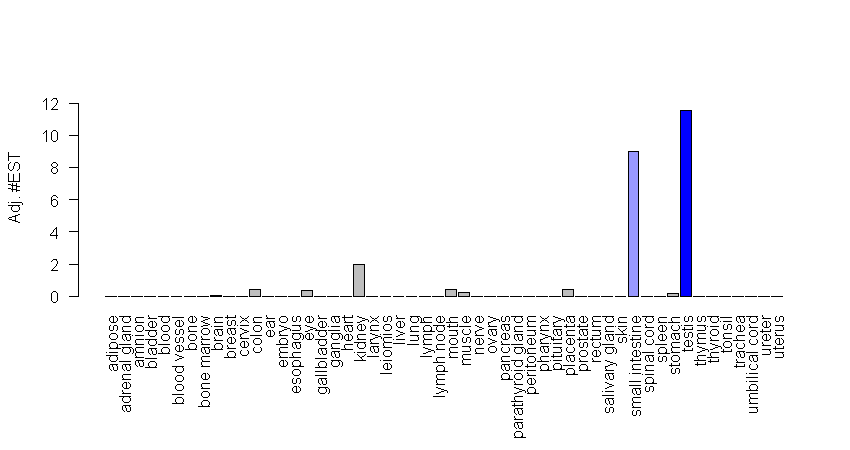 Adj. #EST
12
10
8
6
4
2
0
adipose
adrenal gland
amnion
bladder
blood
blood vessel
bone
bone marrow
brain
breast
cervix
colon
ear
embryo
esophagus
eye
gallbladder
ganglia
heart
kidney
larynx
leiomios
liver
lung
lymph
lymph node
mouth
muscle
nerve
ovary
pancreas
parathyroid gland
peritoneum
pharynx
pituitary
placenta
prostate
rectum
salivary gland
skin
small intestine
spinal cord
spleen
stomach
testis
thymus
thyroid
tonsil
trachea
umbilical cord
ureter
uterus